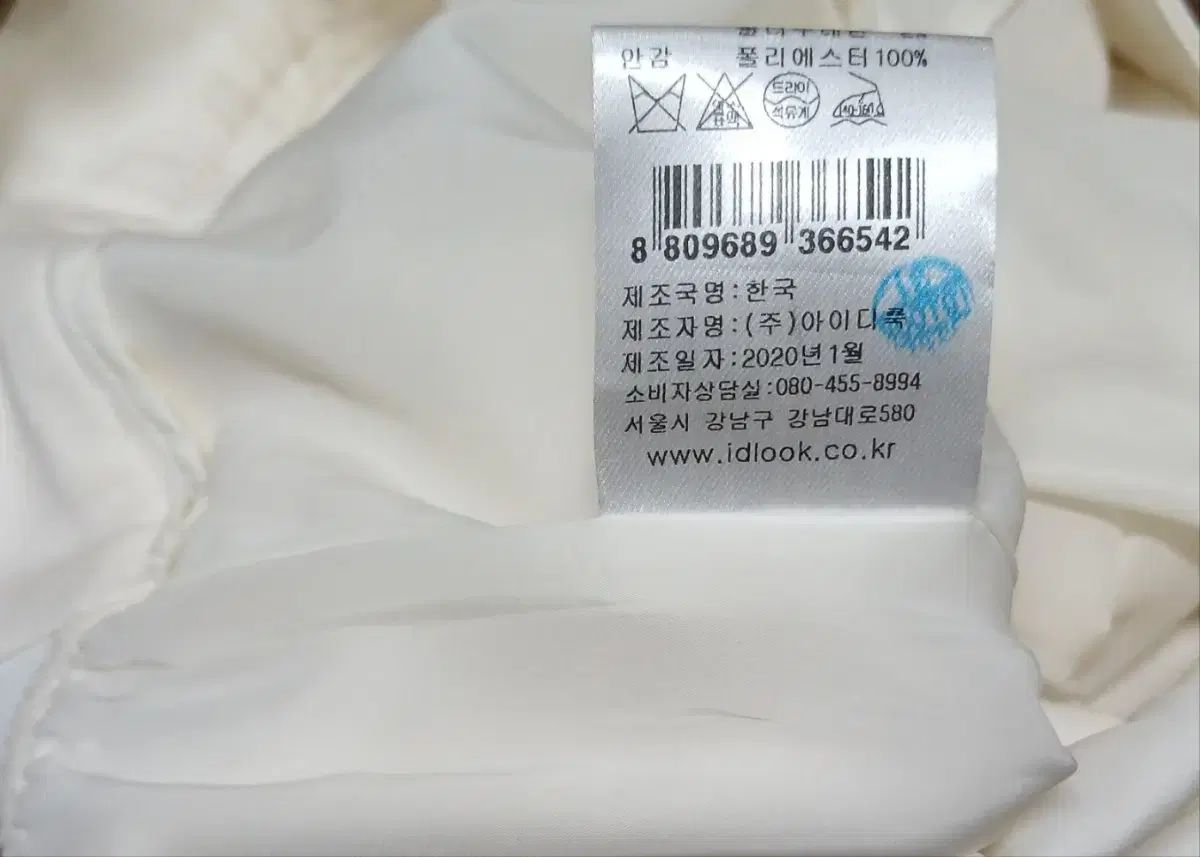 안감 폴리에스터 100%
드라이
석유계
140-160℃
8 809689 366542
제조국명:한국
제조자명:(주)아이디룩
제조일자:2020년 1월
소비자상담실:080-455-8994
서울시 강남구 강남대로580
www.idlook.co.kr